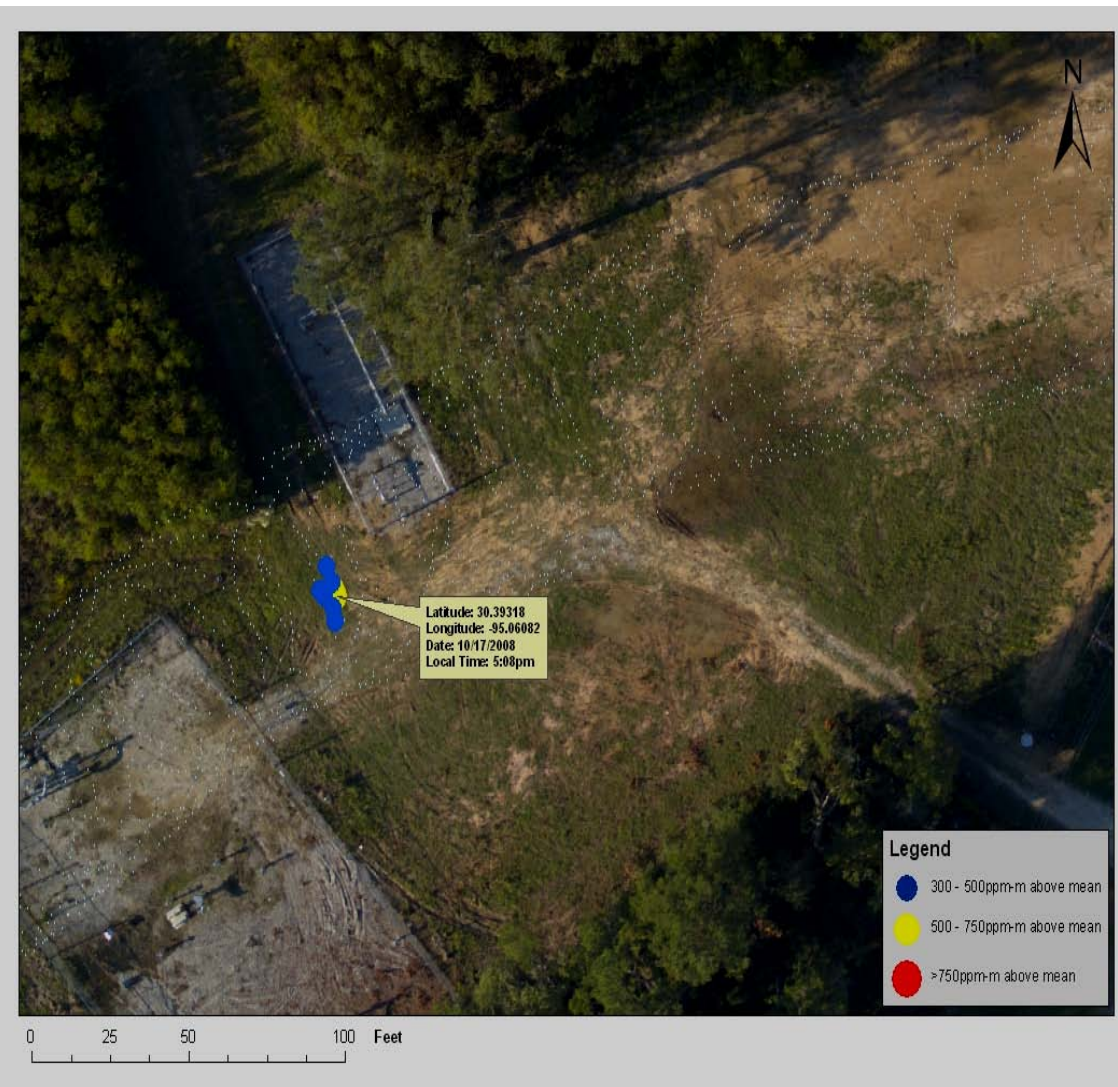 N
Latitude: 30.39318
Longitude: -95.06082
Date: 10/17/2008
Local Time: 5:08pm
Legend
300 - 500ppm-m above mean
500 - 750ppm-m above mean
>750ppm-m above mean
0 25 50 100 Feet